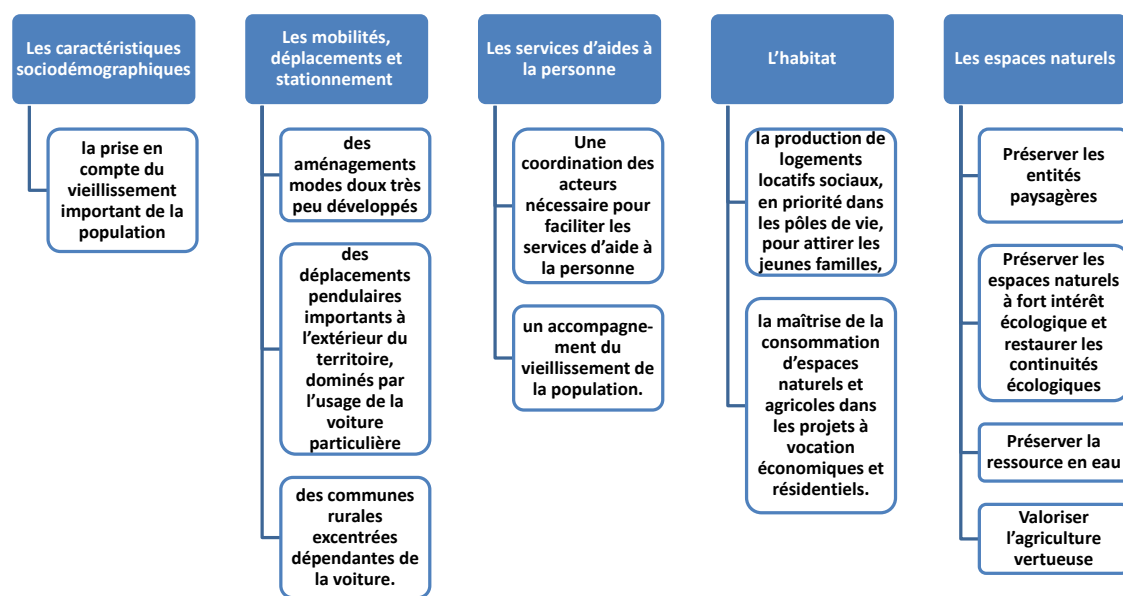 Les caractéristiques
sociodémographiques
la prise en
compte du
vieillissement
important de la
population
Les mobilités,
déplacements et
stationnement
des
aménagements
modes doux très
peu développés
des
déplacements
pendulaires
importants à
l'extérieur du
territoire,
dominés par
l'usage de la
voiture
particulière
des communes
rurales
excentrées
dépendantes de
la voiture.
Les services d'aides à
la personne
Une
coordination des
acteurs
nécessaire pour
faciliter les
services d'aide à
la personne
un accompagne-
ment du
vieillissement de
la population.
L'habitat
la production de
logements
locatifs sociaux,
en priorité dans
les pôles de vie,
pour attirer les
jeunes familles,
la maîtrise de la
consommation
d'espaces
naturels et
agricoles dans
les projets à
vocation
économiques et
résidentiels.
Les espaces naturels
Préserver les
entités
paysagères
Préserver les
espaces naturels
à fort intérêt
écologique et
restaurer les
continuités
écologiques
Préserver la
ressource en eau
Valoriser
l'agriculture
vertueuse